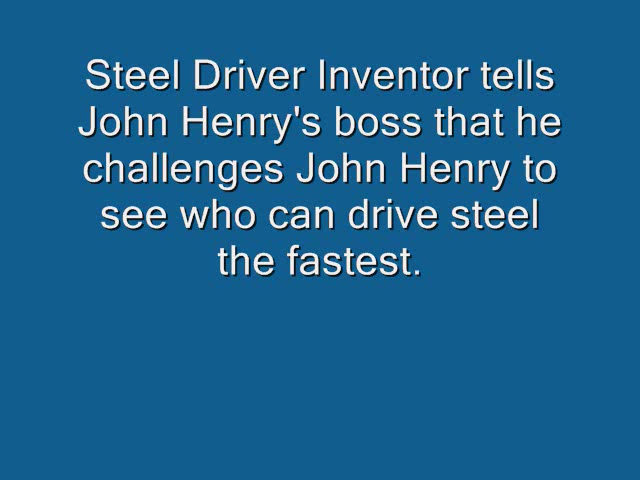 Steel Driver Inventor tells
John Henry's boss that he
challenges John Henry to
see who can drive steel
the fastest.